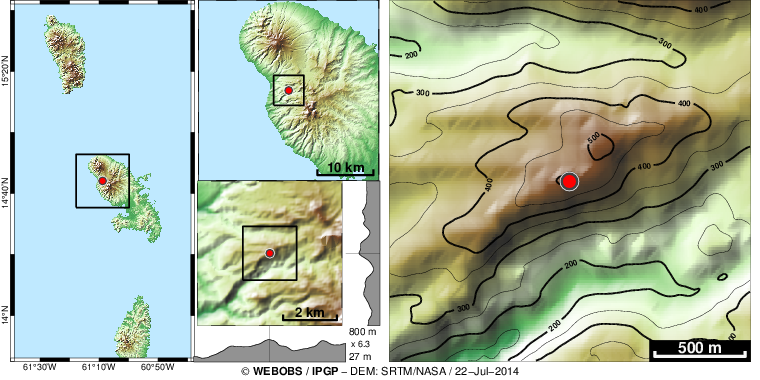 15°20'N
14°40'N
14°N
61°30'W
61°10'W
60°50'W
10 km
2 km
800 m
x 6.3
27 m
400
300
200
300
400
500
400
400
300
200
300
200
500 m
© WEBOBS / IPGP – DEM: SRTM/NASA / 22–Jul–2014